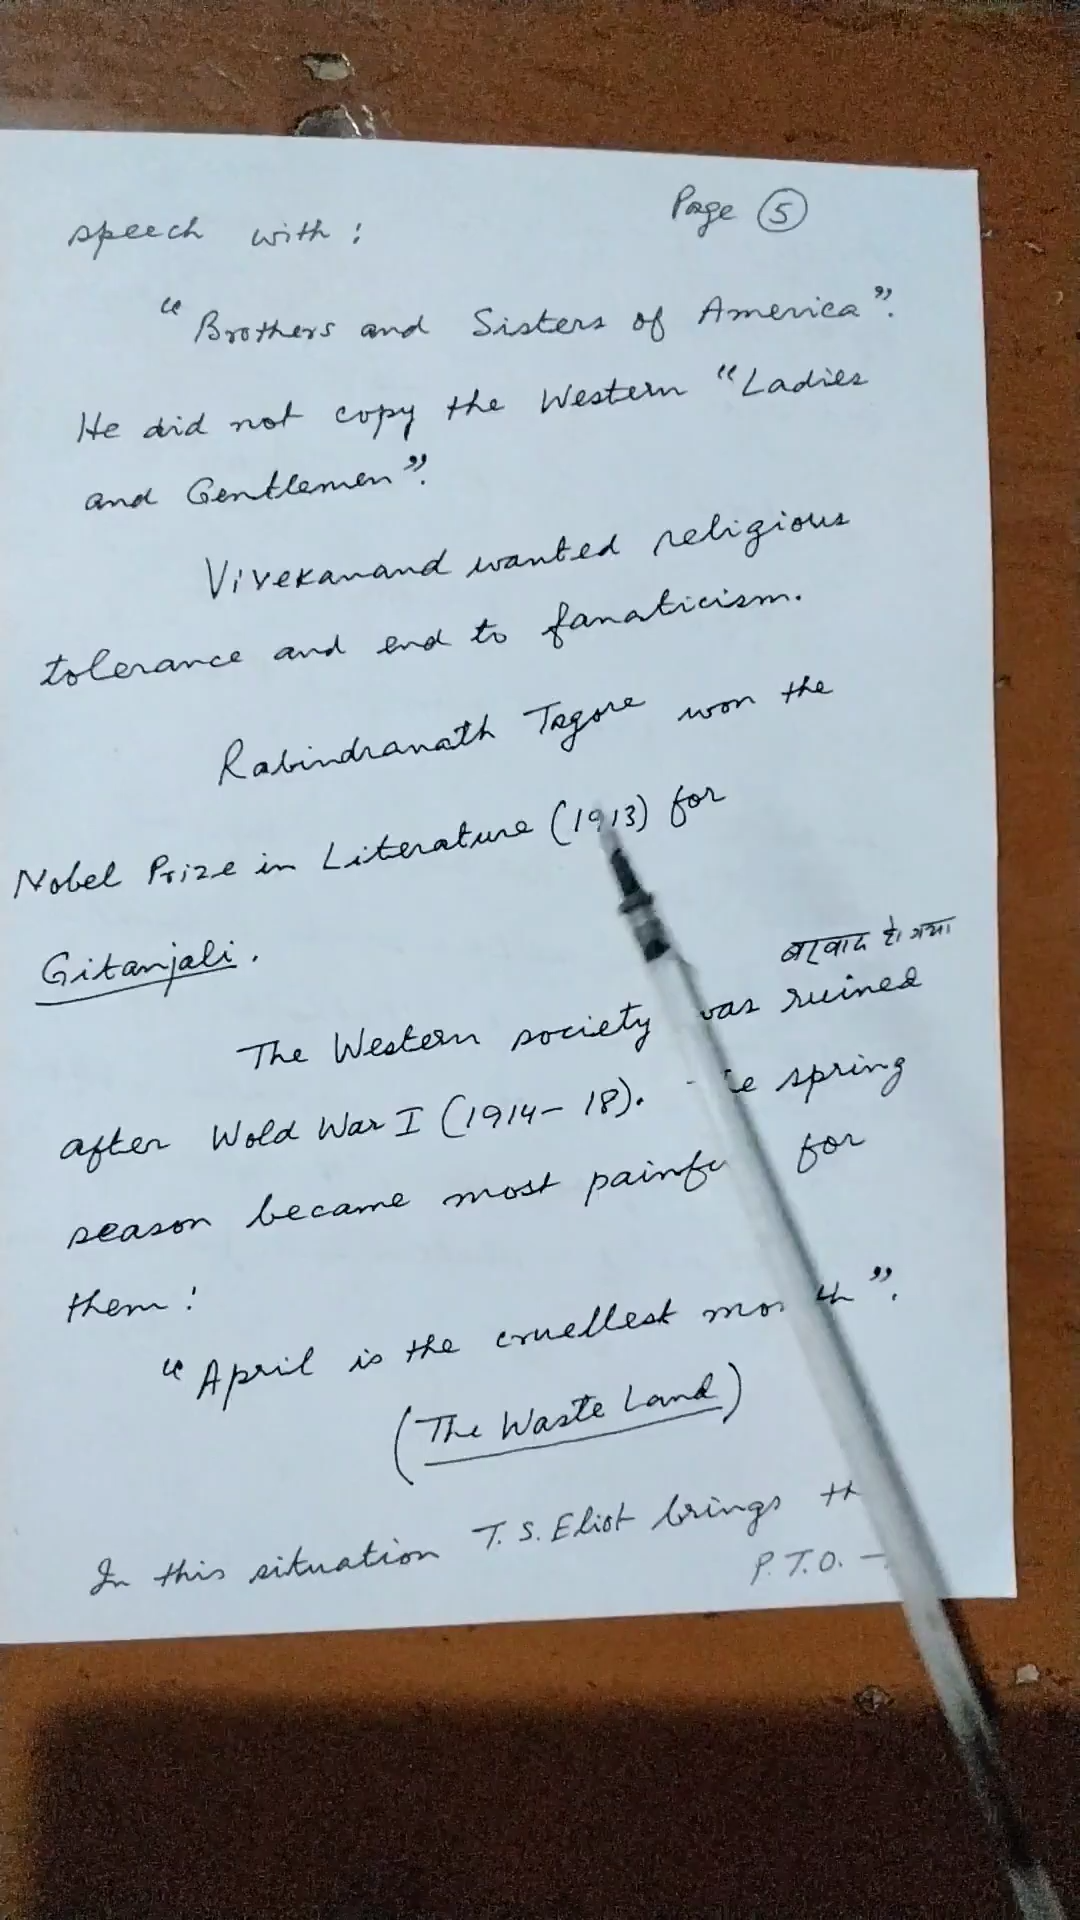 Page 5
speech with:
"Brothers and Sisters of America".
He did not copy the Western "Ladies
and Gentlemen".
Vivekanand wanted religious
tolerance and end to fanaticism.
Rabindranath Tagore won the
Nobel Prize in Literature (1913) for
Gitanjali.
बरबाद हो गया
The Western society was ruined
after Wold War I (1914-18). spring
season became most painful for
them:
"April is the cruellest month".
(The Waste Land)
In this situation T. S. Eliot brings
P.T.O.